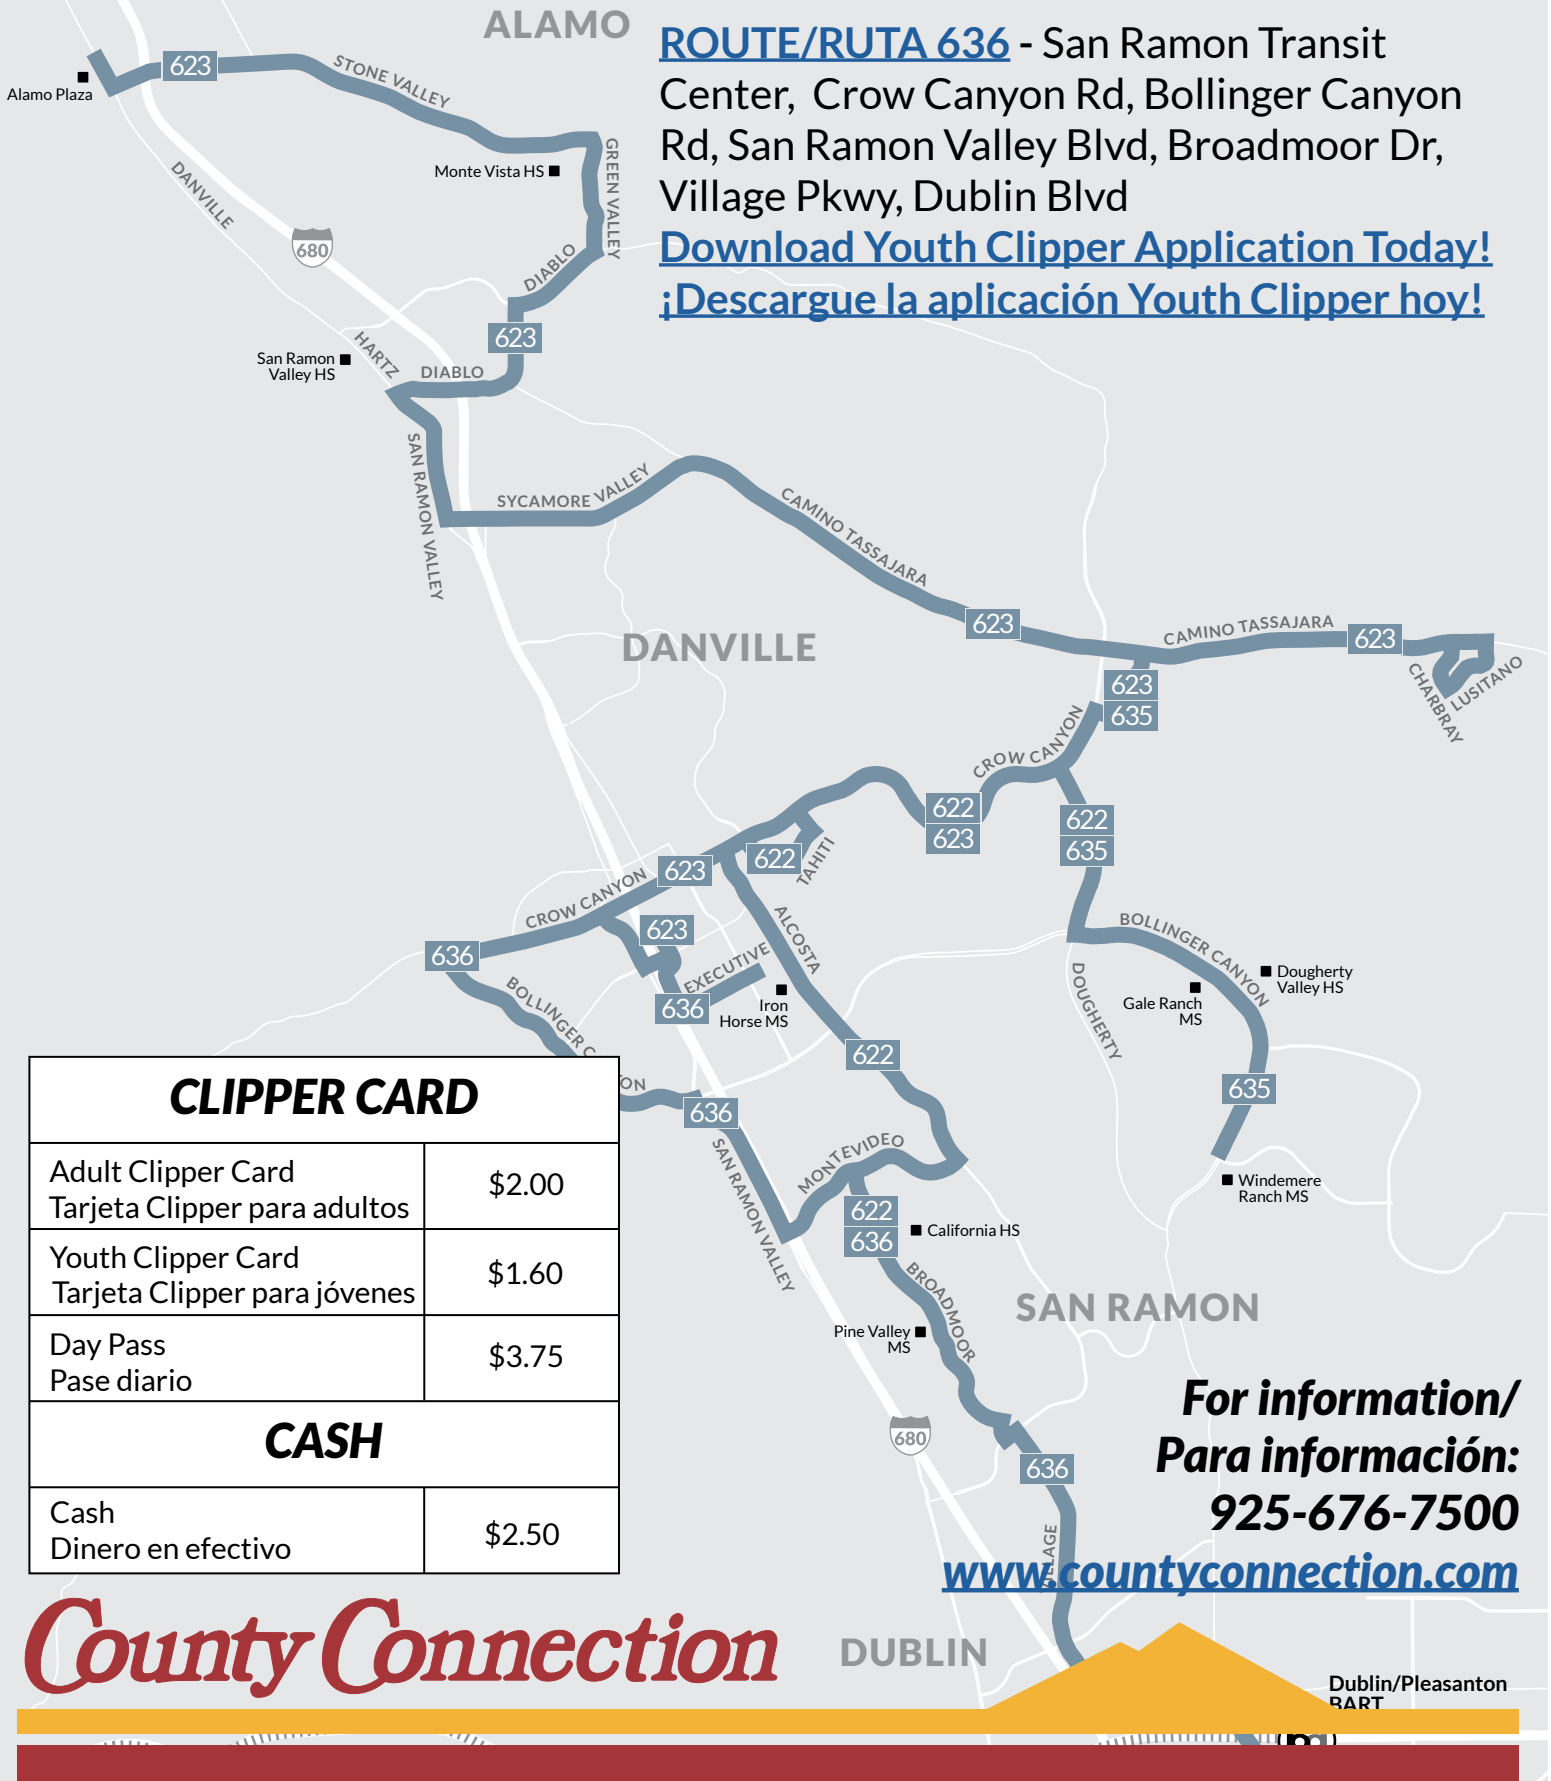 ALAMO
ROUTE/RUTA 636 - San Ramon Transit
Center, Crow Canyon Rd, Bollinger Canyon
Rd, San Ramon Valley Blvd, Broadmoor Dr,
Village Pkwy, Dublin Blvd
Download Youth Clipper Application Today!
¡Descargue la aplicación Youth Clipper hoy!
623
Alamo Plaza
STONE VALLEY
Monte Vista HS
GREEN VALLEY
DANVILLE
680
DIABLO
623
San Ramon
Valley HS
HARTZ
DIABLO
SAN RAMON VALLEY
SYCAMORE VALLEY
CAMINO TASSAJARA
623
CAMINO TASSAJARA
623
DANVILLE
CHARBRAY
LUSITANO
623
635
CROW CANYON
622
623
622
635
622
TAHITI
623
CROW CANYON
623
636
ALCOSTA
EXECUTIVE
636
Iron
Horse MS
BOLLINGER C
ON
BOLLINGER CANYON
Dougherty
Valley HS
Gale Ranch
MS
DOUGHERTY
622
635
636
Windemere
Ranch MS
MONTEVIDEO
SAN RAMON VALLEY
622
636
California HS
BROADMOOR
SAN RAMON
Pine Valley
MS
680
636
CLIPPER CARD
Adult Clipper Card
Tarjeta Clipper para adultos
$2.00
Youth Clipper Card
Tarjeta Clipper para jóvenes
$1.60
Day Pass
Pase diario
$3.75
CASH
Cash
Dinero en efectivo
$2.50
For information/
Para información:
925-676-7500
www.countyconnection.com
VILLAGE
County Connection
DUBLIN
Dublin/Pleasanton
BART